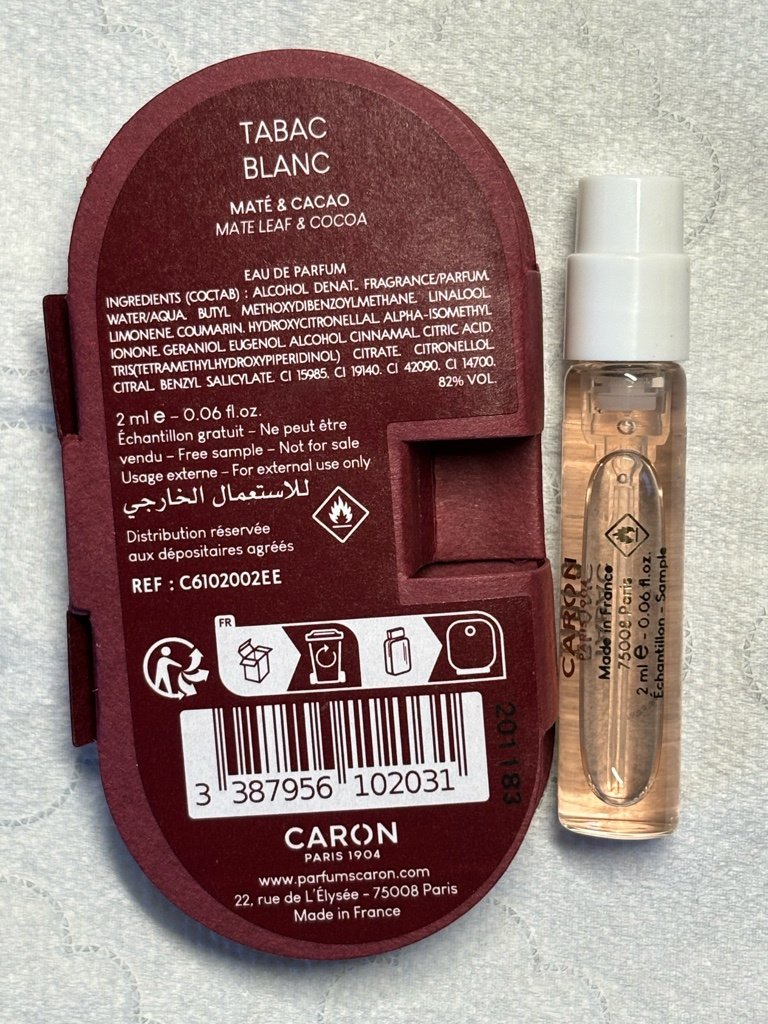 TABAC
BLANC
MATÉ & CACAO
MATE LEAF & COCOA
EAU DE PARFUM
INGREDIENTS (COCTAB) : ALCOHOL DENAT.. FRAGRANCE/PARFUM.
WATER/AQUA. BUTYL METHOXYDIBENZOYLMETHANE. LINALOOL.
LIMONENE. COUMARIN. HYDROXYCITRONELLAL. ALPHA-ISOMETHYL
IONONE. GERANIOL. EUGENOL. ALCOHOL CINNAMAL. CITRIC ACID.
TRIS(TETRAMETHYLHYDROXYPIPERIDINOL) CITRATE. CITRONELLOL.
CITRAL. BENZYL SALICYLATE. CI 15985. CI 19140. CI 42090. CI 14700.
82% VOL.
2 ml e – 0.06 fl.oz.
Échantillon gratuit – Ne peut être
vendu – Free sample – Not for sale
Usage externe – For external use only
للاستعمال الخارجي
Distribution réservée
aux dépositaires agréés
REF : C6102002EE
FR
201183
3 387956 102031
CARON
PARIS 1904
www.parfumscaron.com
22, rue de L'Élysée – 75008 Paris
Made in France
CARON
Made in France
75008 Paris
2 ml e - 0.06 fl.oz.
Échantillon - Sample